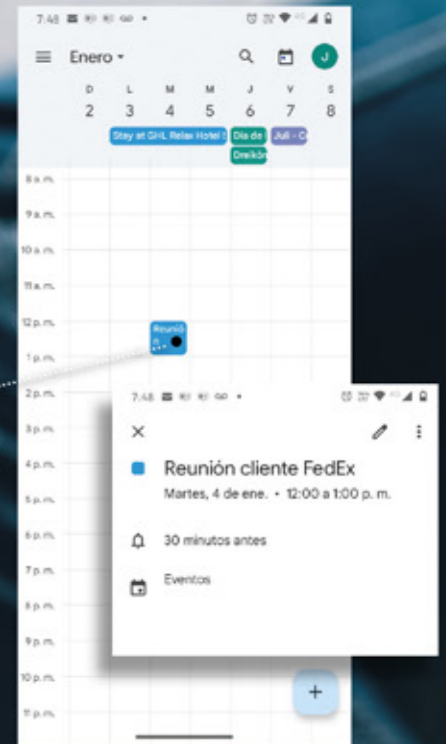 7:48
Enero
J
D L M M J V S
2 3 4 5 6 7 8
Stay at GHL Relax Hotel Día de Juli - C
Dreikön
8 a. m.
9 a. m.
10 a. m.
11 a. m.
12 p. m.
Reunió
n
1 p. m.
2 p. m.
3 p. m.
4 p. m.
5 p. m.
6 p. m.
7 p. m.
8 p. m.
9 p. m.
10 p. m.
11 p. m.
7:48
Reunión cliente FedEx
Martes, 4 de ene. • 12:00 a 1:00 p. m.
30 minutos antes
Eventos